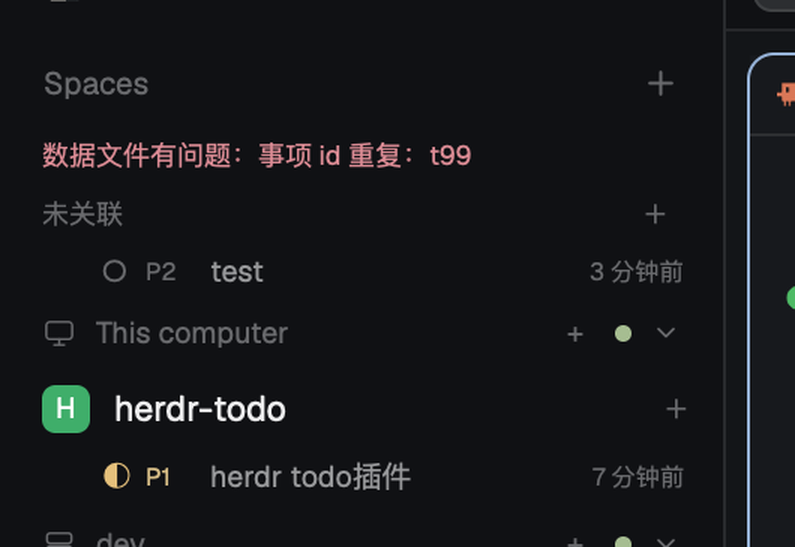 Spaces +
数据文件有问题：事项 id 重复：t99
未关联 +
P2 test 3 分钟前
This computer +
H herdr-todo +
P1 herdr todo插件 7 分钟前
dev +